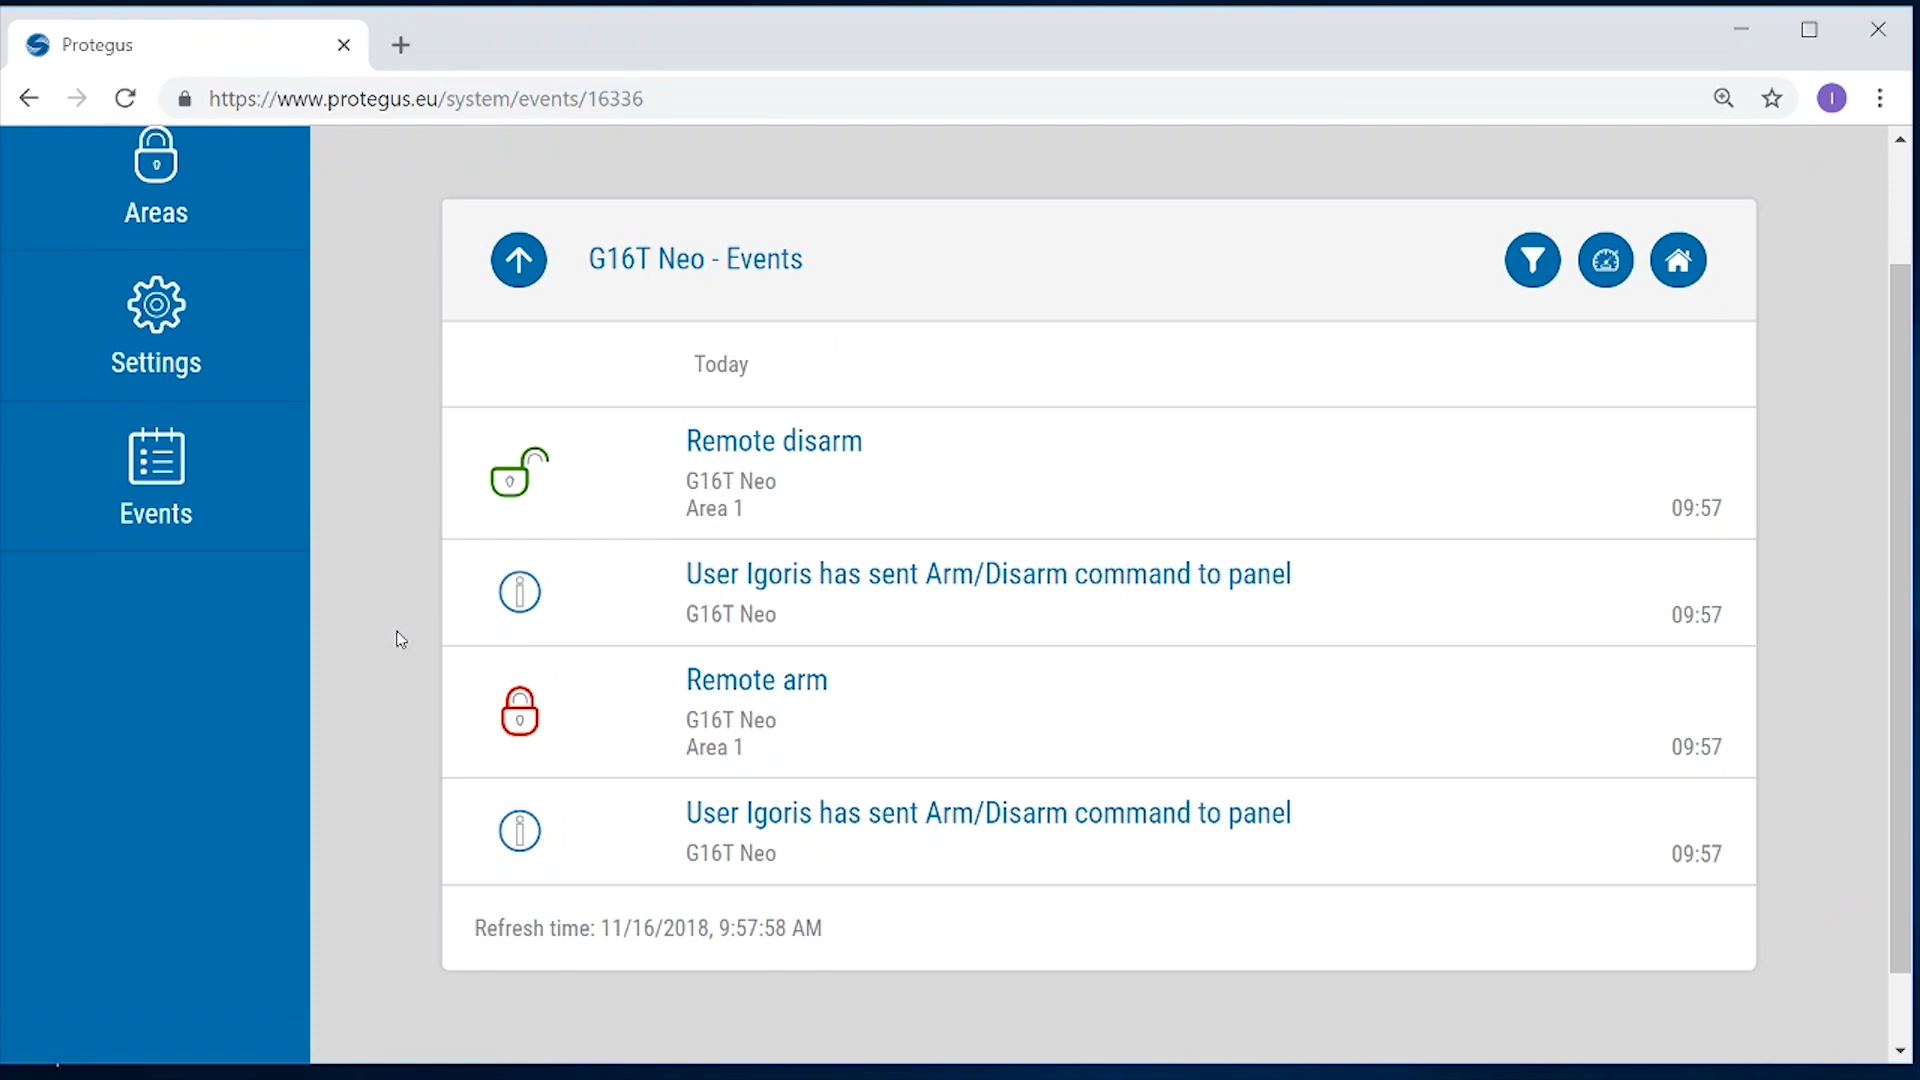 Protegus
https://www.protegus.eu/system/events/16336
I
Areas
Settings
Events
G16T Neo - Events
Today
Remote disarm
G16T Neo
Area 1
09:57
User Igoris has sent Arm/Disarm command to panel
G16T Neo
09:57
Remote arm
G16T Neo
Area 1
09:57
User Igoris has sent Arm/Disarm command to panel
G16T Neo
09:57
Refresh time: 11/16/2018, 9:57:58 AM